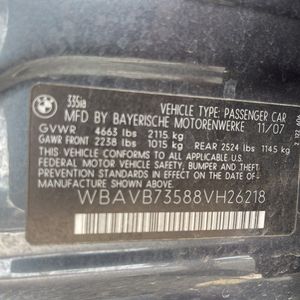 BMW
335ia
VEHICLE TYPE: PASSENGER CAR
MFD BY BAYERISCHE MOTORENWERKE 11/07
GVWR 4663 lbs 2115 kg
GAWR FRONT 2238 lbs 1015 kg REAR 2524 lbs 1145 kg
THIS VEHICLE CONFORMS TO ALL APPLICABLE U.S.
FEDERAL MOTOR VEHICLE SAFETY, BUMPER, AND
THEFT PREVENTION STANDARDS IN EFFECT ON THE
DATE OF MANUFACTURE SHOWN ABOVE.
WBAVB73588VH26218